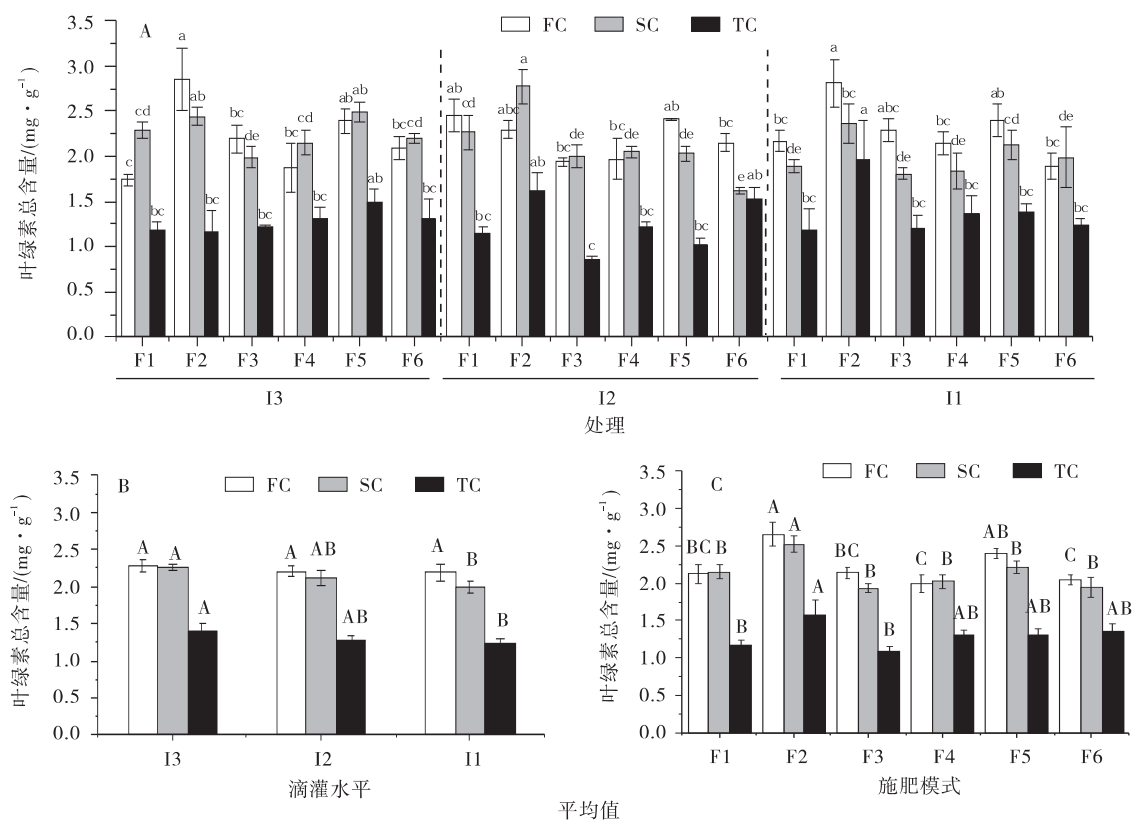 A FC SC TC
叶绿素总含量/(mg·g⁻¹)
3.5
3.0
2.5
2.0
1.5
1.0
0.5
0.0
c cd bc a ab bc bc de bc bc cd bc ab ab ab bc cd bc
ab cd bc abc a ab bc de c bc de bc ab de bc bc e ab
bc de bc a bc a abc de bc bc de bc ab cd bc bc de bc
F1 F2 F3 F4 F5 F6 F1 F2 F3 F4 F5 F6 F1 F2 F3 F4 F5 F6
I3 I2 I1
处理
B FC SC TC
叶绿素总含量/(mg·g⁻¹)
3.5
3.0
2.5
2.0
1.5
1.0
0.5
0.0
A A A A AB AB A B B
I3 I2 I1
滴灌水平
C FC SC TC
叶绿素总含量/(mg·g⁻¹)
3.5
3.0
2.5
2.0
1.5
1.0
0.5
0.0
BC B B A A A BC B B C B AB AB B AB C B AB
F1 F2 F3 F4 F5 F6
施肥模式
平均值